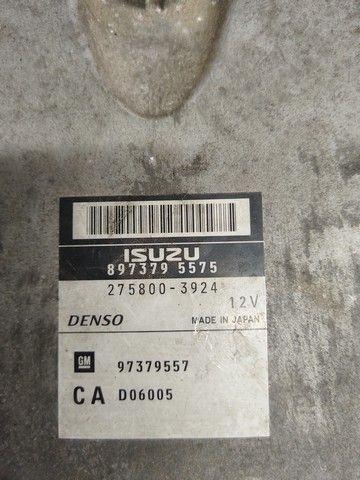 ISUZU
897379 5575
275800-3924
12V
DENSO MADE IN JAPAN
GM 97379557
CA D06005